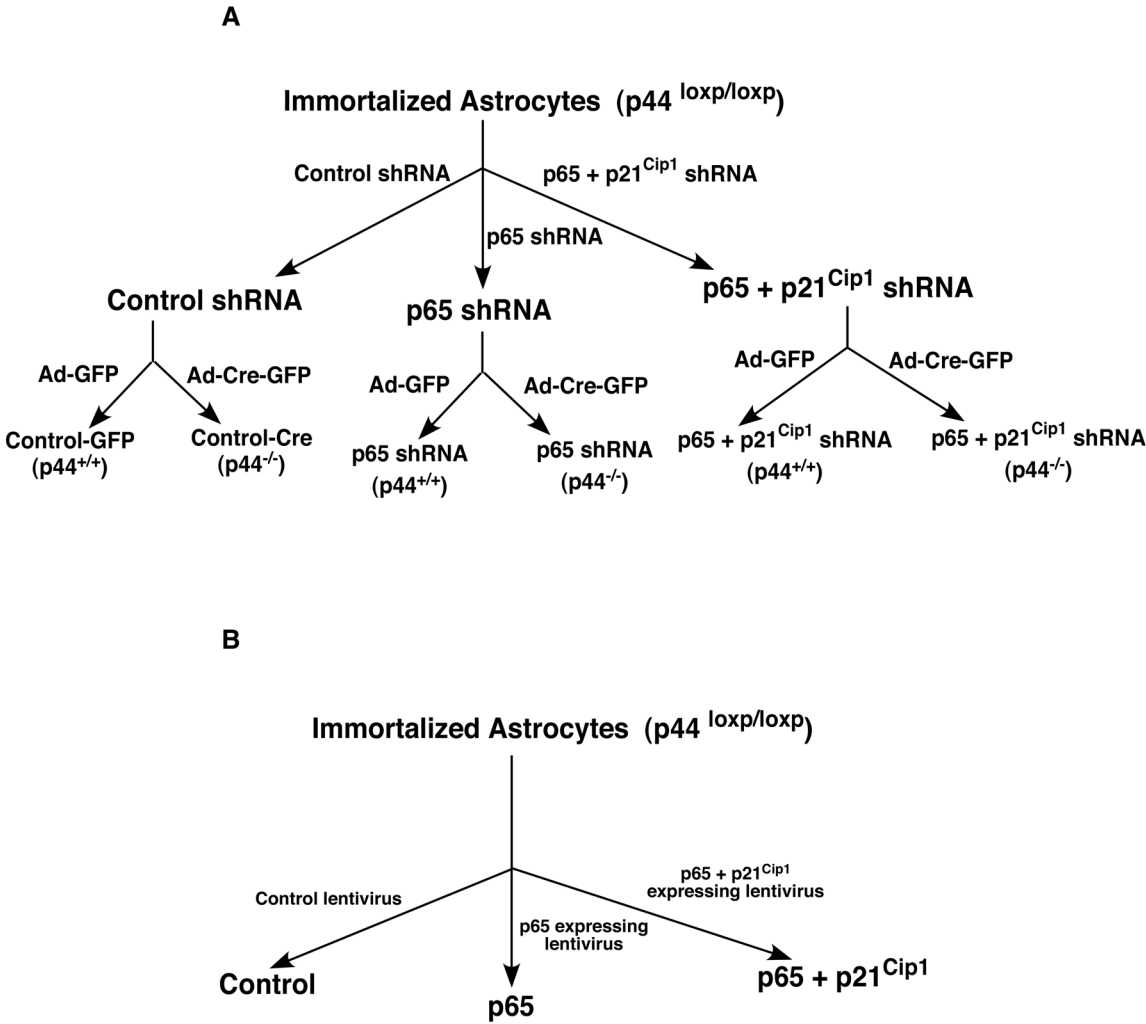 A
Immortalized Astrocytes (p44 loxp/loxp)
Control shRNA
p65 + p21Cip1 shRNA
p65 shRNA
Control shRNA
p65 shRNA
p65 + p21Cip1 shRNA
Ad-GFP
Ad-Cre-GFP
Ad-GFP
Ad-Cre-GFP
Ad-GFP
Ad-Cre-GFP
Control-GFP
(p44+/+)
Control-Cre
(p44-/-)
p65 shRNA
(p44+/+)
p65 shRNA
(p44-/-)
p65 + p21Cip1 shRNA
(p44+/+)
p65 + p21Cip1 shRNA
(p44-/-)
B
Immortalized Astrocytes (p44 loxp/loxp)
Control lentivirus
p65 + p21Cip1
expressing lentivirus
p65 expressing
lentivirus
Control
p65
p65 + p21Cip1